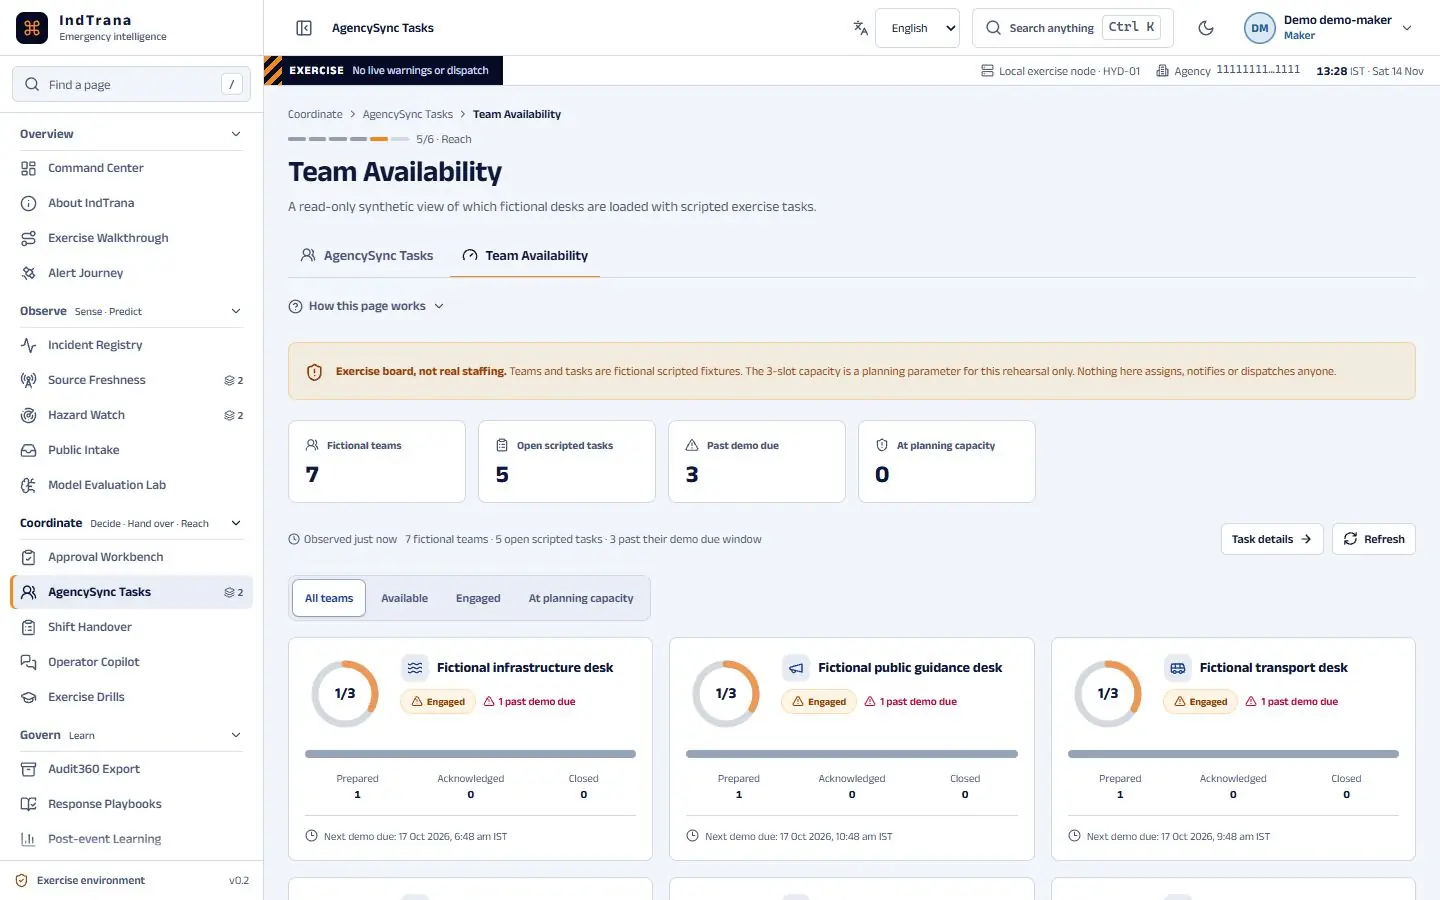 IndTrana
Emergency intelligence
AgencySync Tasks
English
Search anything Ctrl K
DM
Demo demo-maker
Maker
Find a page /
EXERCISE No live warnings or dispatch
Local exercise node · HYD-01
Agency 11111111…1111
13:28 IST · Sat 14 Nov
Overview
Command Center
About IndTrana
Exercise Walkthrough
Alert Journey
Observe Sense · Predict
Incident Registry
Source Freshness 2
Hazard Watch 2
Public Intake
Model Evaluation Lab
Coordinate Decide · Hand over · Reach
Approval Workbench
AgencySync Tasks 2
Shift Handover
Operator Copilot
Exercise Drills
Govern Learn
Audit360 Export
Response Playbooks
Post-event Learning
Exercise environment v0.2
Coordinate > AgencySync Tasks > Team Availability
5/6 · Reach
Team Availability
A read-only synthetic view of which fictional desks are loaded with scripted exercise tasks.
AgencySync Tasks Team Availability
How this page works
Exercise board, not real staffing. Teams and tasks are fictional scripted fixtures. The 3-slot capacity is a planning parameter for this rehearsal only. Nothing here assigns, notifies or dispatches anyone.
Fictional teams
7
Open scripted tasks
5
Past demo due
3
At planning capacity
0
Observed just now 7 fictional teams · 5 open scripted tasks · 3 past their demo due window
Task details → Refresh
All teams Available Engaged At planning capacity
1/3
Fictional infrastructure desk
Engaged 1 past demo due
Prepared Acknowledged Closed
1 0 0
Next demo due: 17 Oct 2026, 6:48 am IST
1/3
Fictional public guidance desk
Engaged 1 past demo due
Prepared Acknowledged Closed
1 0 0
Next demo due: 17 Oct 2026, 10:48 am IST
1/3
Fictional transport desk
Engaged 1 past demo due
Prepared Acknowledged Closed
1 0 0
Next demo due: 17 Oct 2026, 9:48 am IST